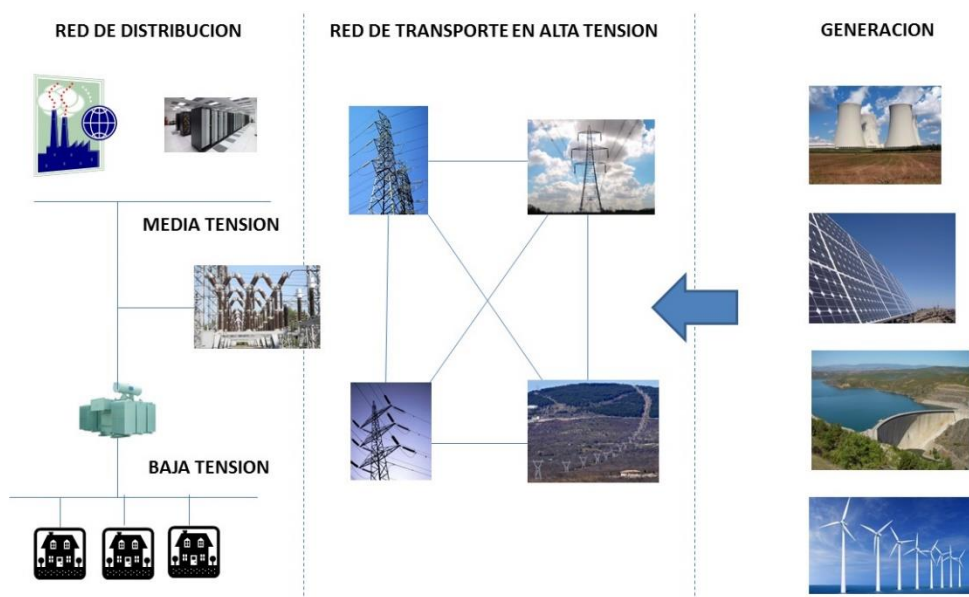 RED DE DISTRIBUCION
RED DE TRANSPORTE EN ALTA TENSION
GENERACION
MEDIA TENSION
BAJA TENSION